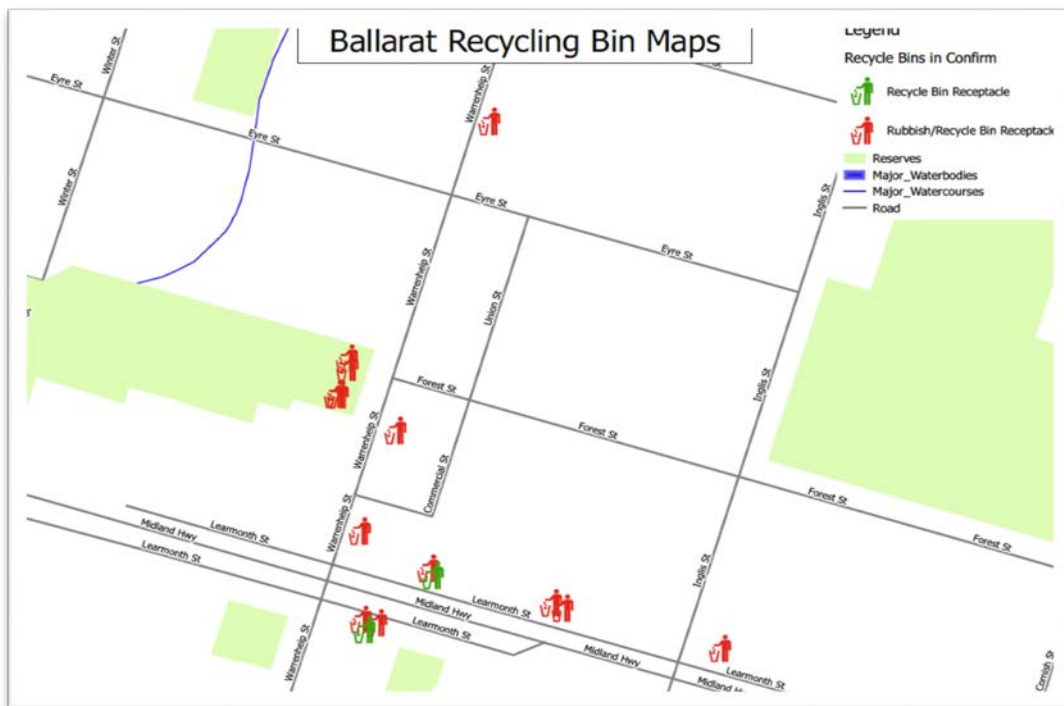 Ballarat Recycling Bin Maps
Legend
Recycle Bins in Confirm
Recycle Bin Receptacle
Rubbish/Recycle Bin Receptack
Reserves
Major_Waterbodies
Major_Watercourses
Road
Winter St
Warrenheip St
Eyre St
Eyre St
Winter St
Eyre St
Inglis St
Eyre St
Warrenheip St
Union St
Forest St
Inglis St
Warrenheip St
Forest St
Commercial St
Forest St
Learmonth St
Midland Hwy
Warrenheip St
Forest St
Learmonth St
Inglis St
Learmonth St
Midland Hwy
Learmonth St
Warrenheip St
Midland Hwy
Learmonth St
Midland Hw
Cornish St